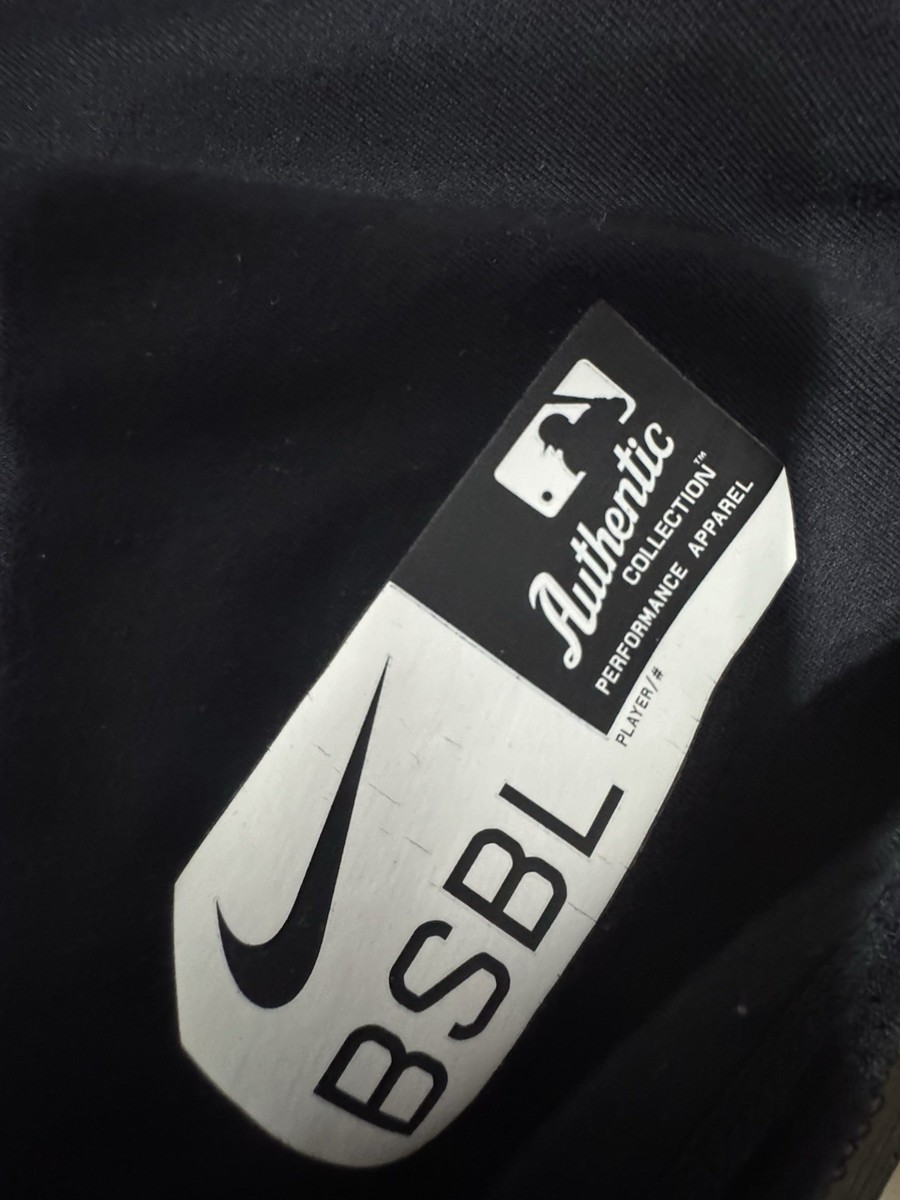 Authentic
COLLECTION™
PERFORMANCE APPAREL
PLAYER/#
BSBL